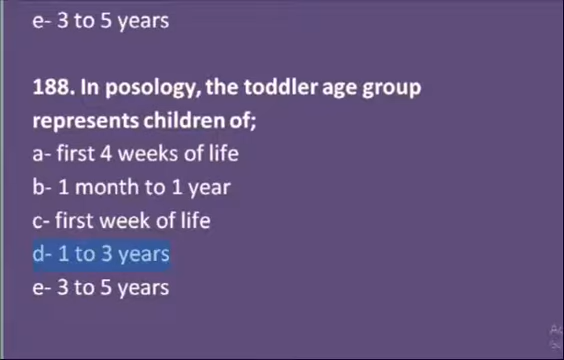 e- 3 to 5 years
188. In posology, the toddler age group
represents children of;
a- first 4 weeks of life
b- 1 month to 1 year
c- first week of life
d- 1 to 3 years
e- 3 to 5 years